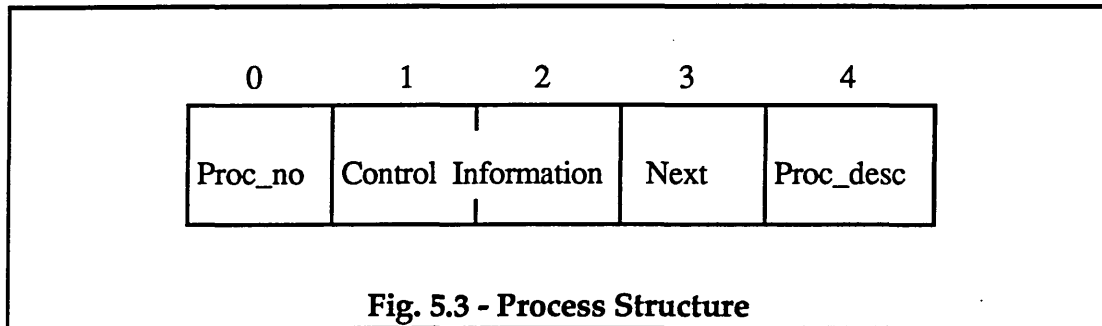 0 1 2 3 4
Proc_no Control Information Next Proc_desc
Fig. 5.3 - Process Structure